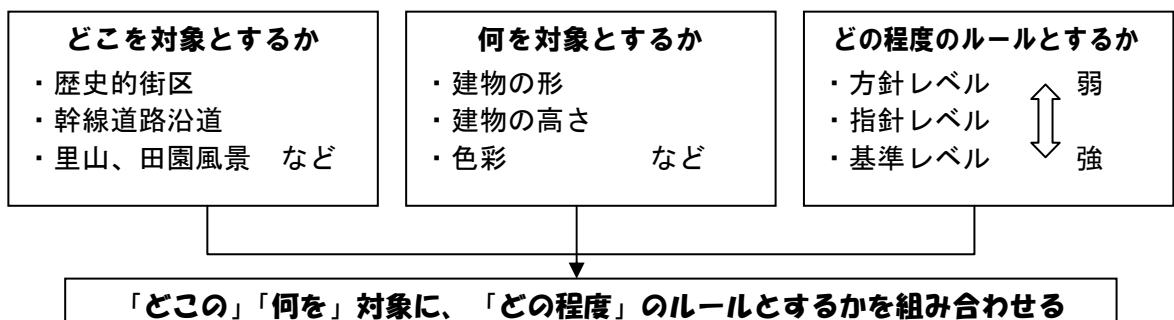 どこを対象とするか
・歴史的街区
・幹線道路沿道
・里山、田園風景　など
何を対象とするか
・建物の形
・建物の高さ
・色彩　など
どの程度のルールとするか
・方針レベル　弱
・指針レベル
・基準レベル　強
「どこの」「何を」対象に、「どの程度」のルールとするかを組み合わせる